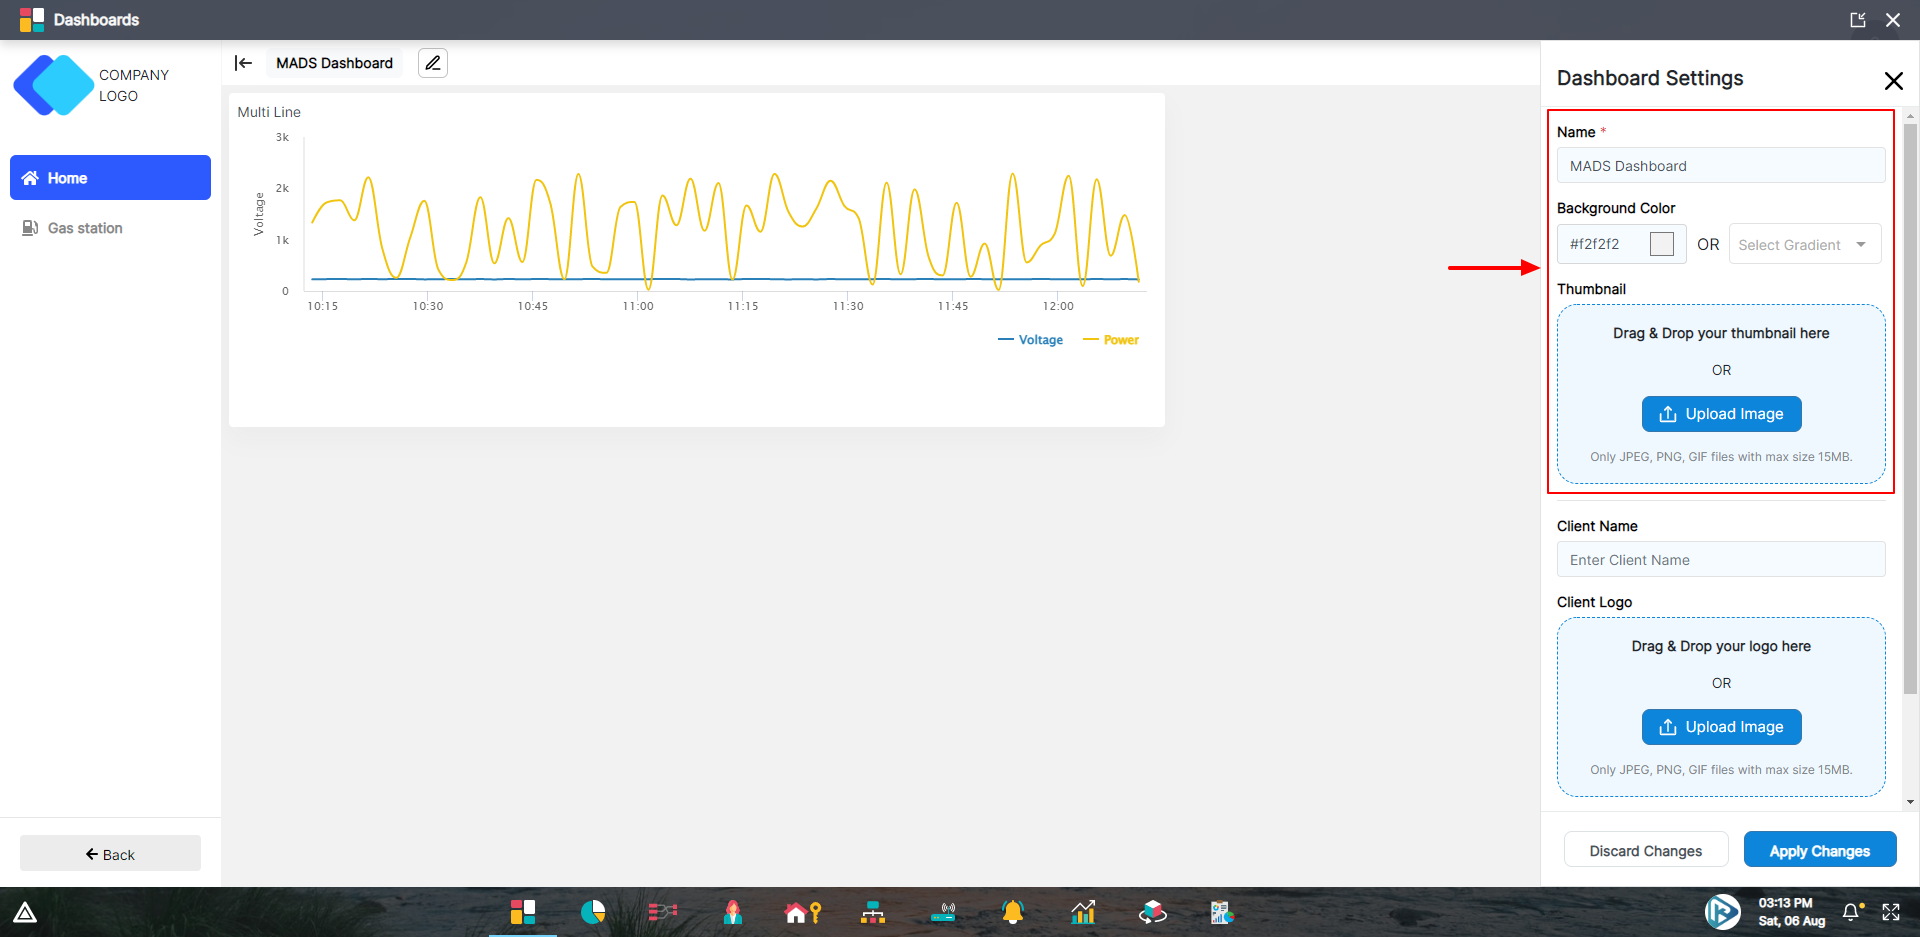 Dashboards
COMPANY
LOGO
Home
Gas station
Back
MADS Dashboard
Multi Line
3k
2k
1k
0
Voltage
10:15 10:30 10:45 11:00 11:15 11:30 11:45 12:00
Voltage Power
Dashboard Settings
Name *
MADS Dashboard
Background Color
#f2f2f2 OR Select Gradient
Thumbnail
Drag & Drop your thumbnail here
OR
Upload Image
Only JPEG, PNG, GIF files with max size 15MB.
Client Name
Enter Client Name
Client Logo
Drag & Drop your logo here
OR
Upload Image
Only JPEG, PNG, GIF files with max size 15MB.
Discard Changes Apply Changes
03:13 PM
Sat, 06 Aug